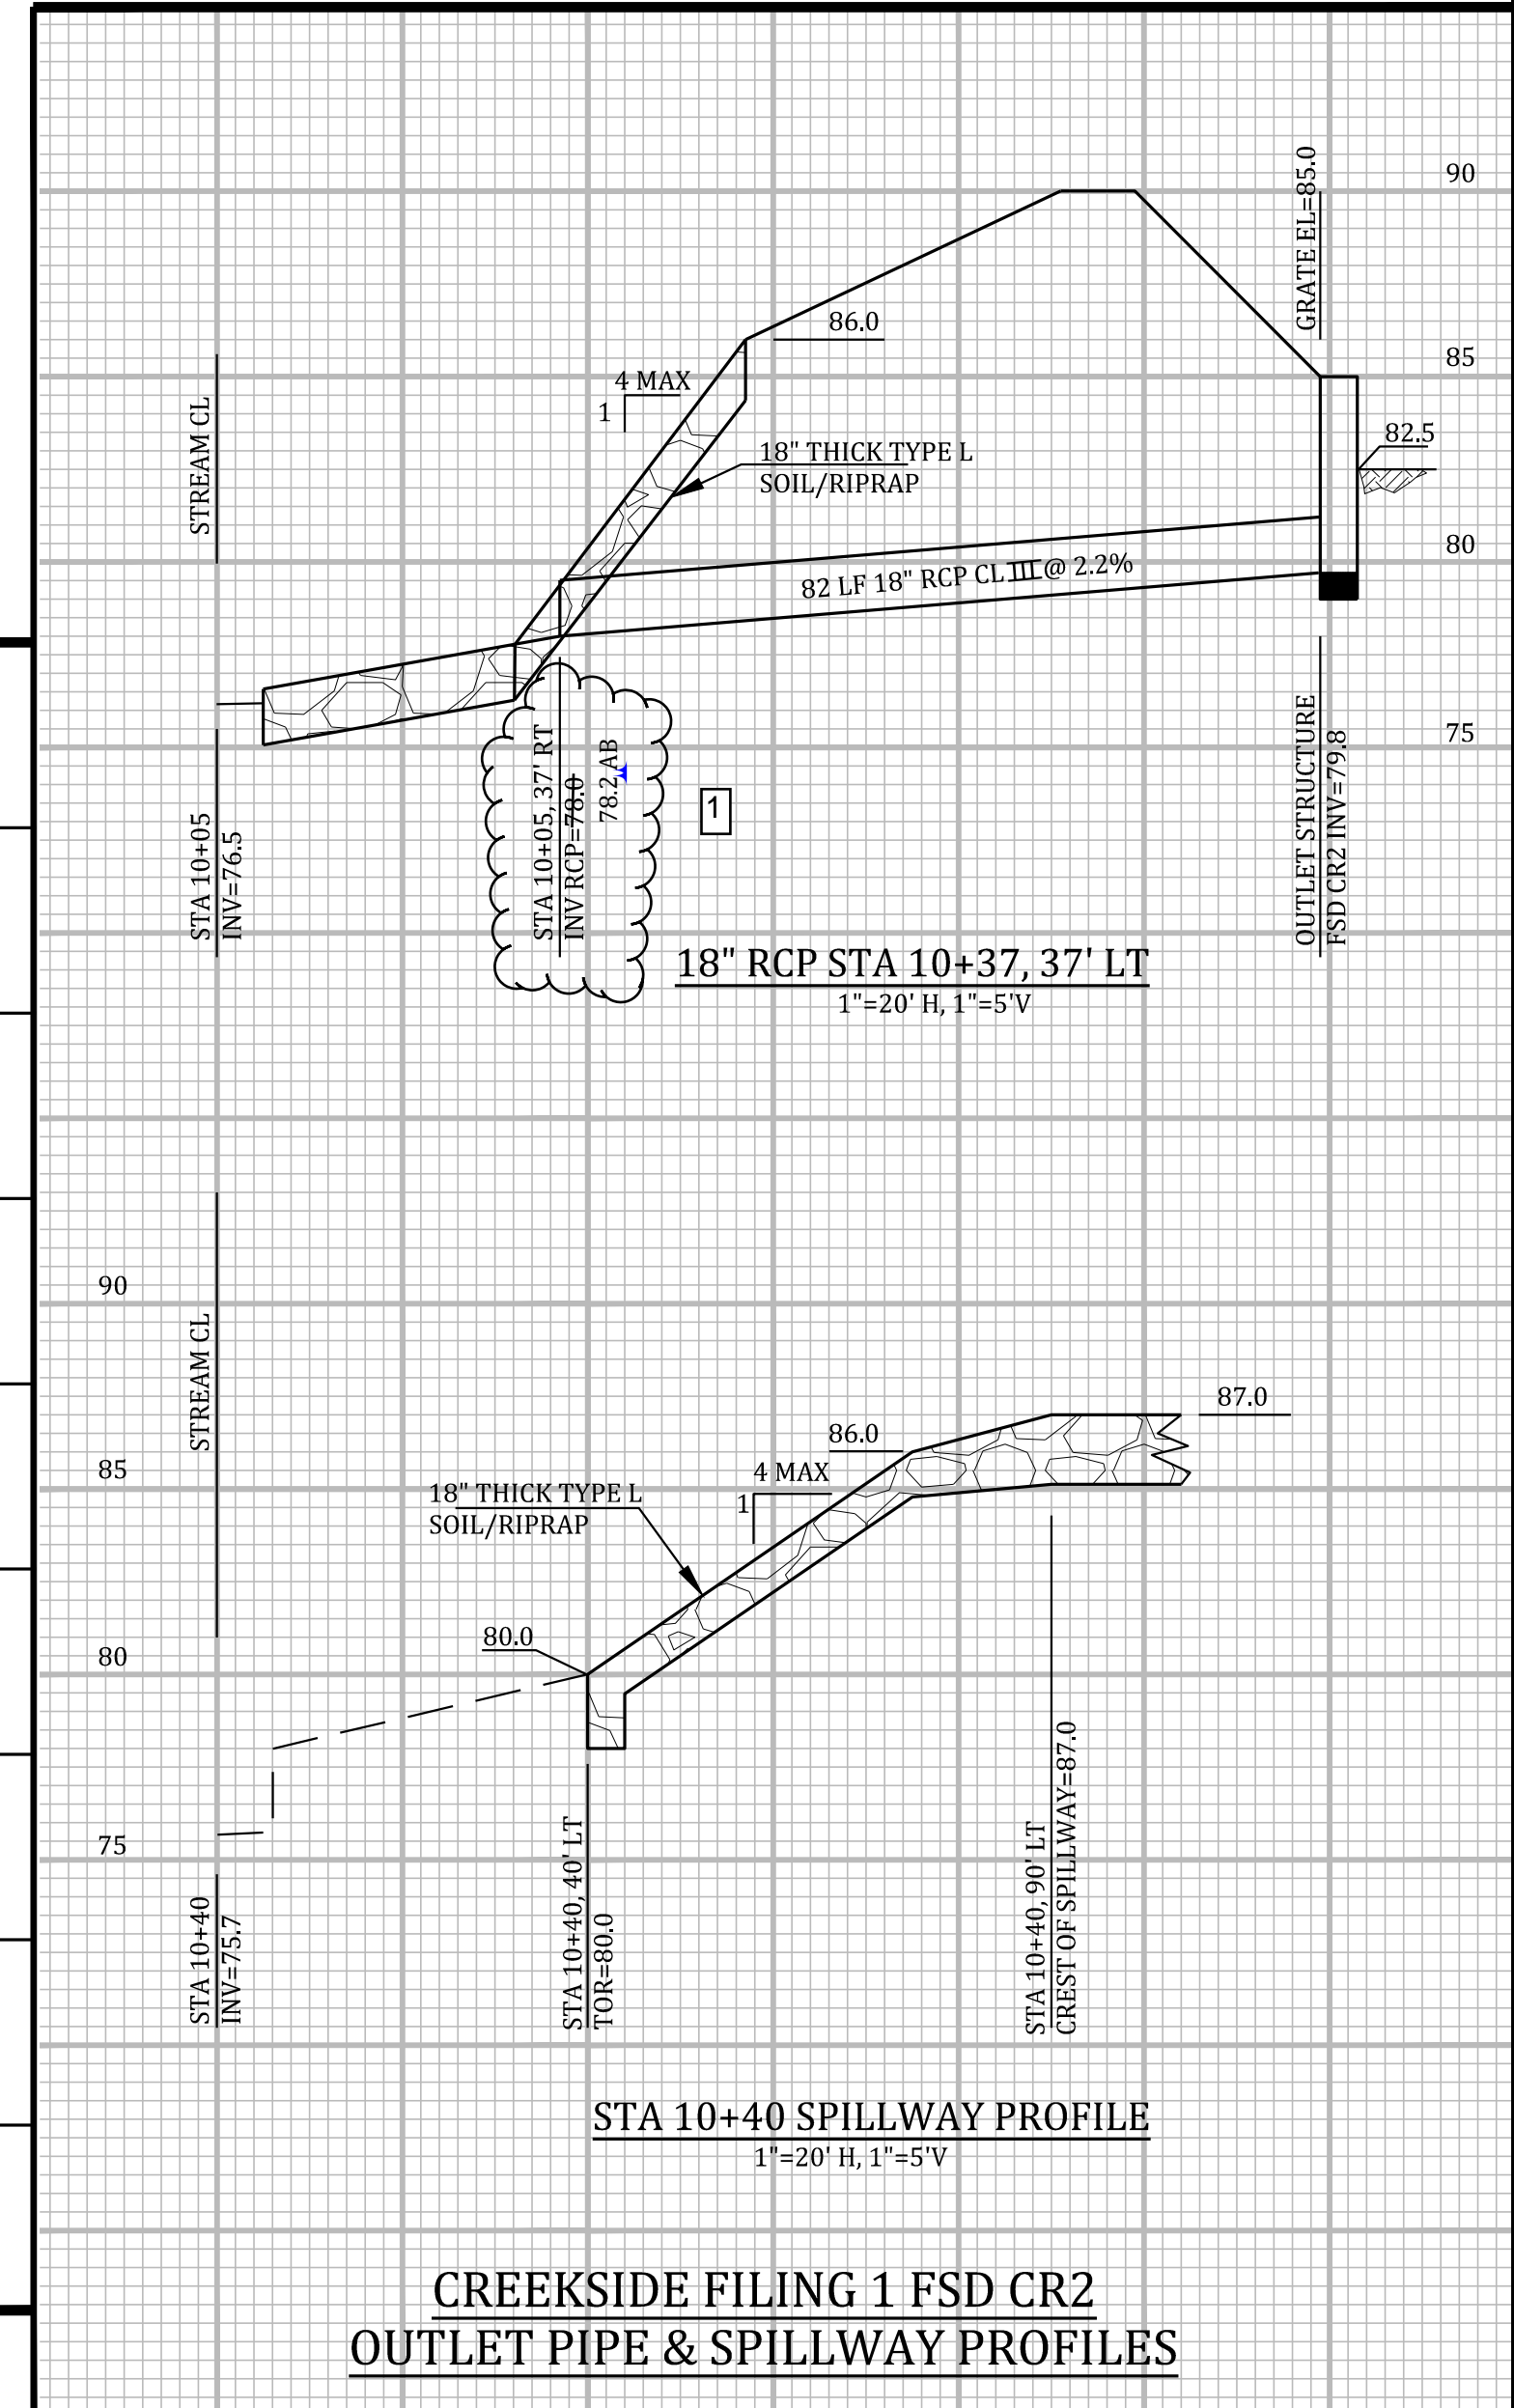 90
GRATE EL=85.0
86.0
85
4 MAX
1
STREAM CL
82.5
18" THICK TYPE L
SOIL/RIPRAP
80
82 LF 18" RCP CL III @ 2.2%
75
STA 10+05
INV=76.5
STA 10+05, 37' RT
INV RCP=78.0
78.2 AB
1
OUTLET STRUCTURE
FSD CR2 INV=79.8
18" RCP STA 10+37, 37' LT
1"=20' H, 1"=5'V
90
STREAM CL
87.0
86.0
85
4 MAX
1
18" THICK TYPE L
SOIL/RIPRAP
80.0
80
75
STA 10+40
INV=75.7
STA 10+40, 40' LT
TOR=80.0
STA 10+40, 90' LT
CREST OF SPILLWAY=87.0
STA 10+40 SPILLWAY PROFILE
1"=20' H, 1"=5'V
CREEKSIDE FILING 1 FSD CR2
OUTLET PIPE & SPILLWAY PROFILES